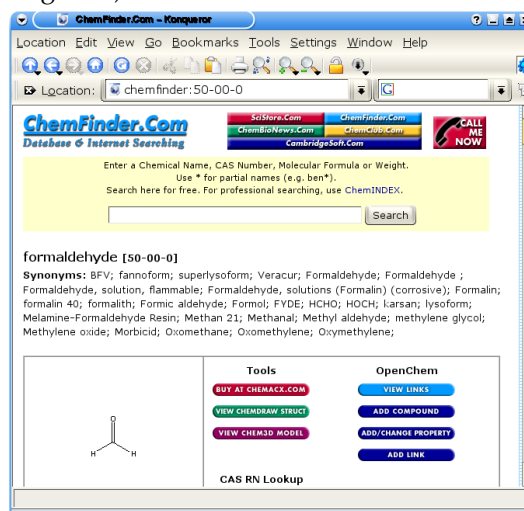 ChemFinder.Com - Konqueror
Location Edit View Go Bookmarks Tools Settings Window Help
Location: chemfinder:50-00-0
G
ChemFinder.Com
Database & Internet Searching
SciStore.Com ChemFinder.Com
ChemBioNews.Com ChemClub.Com
CambridgeSoft.Com
CALL
ME
NOW
Enter a Chemical Name, CAS Number, Molecular Formula or Weight.
Use * for partial names (e.g. ben*).
Search here for free. For professional searching, use ChemINDEX.
Search
formaldehyde [50-00-0]
Synonyms: BFV; fannoform; superlysoform; Veracur; Formaldehyde; Formaldehyde ;
Formaldehyde, solution, flammable; Formaldehyde, solutions (Formalin) (corrosive); Formalin;
formalin 40; formalith; Formic aldehyde; Formol; FYDE; HCHO; HOCH; karsan; lysoform;
Melamine-Formaldehyde Resin; Methan 21; Methanal; Methyl aldehyde; methylene glycol;
Methylene oxide; Morbicid; Oxomethane; Oxomethylene; Oxymethylene;
Tools OpenChem
BUY AT CHEMACX.COM VIEW LINKS
VIEW CHEMDRAW STRUCT ADD COMPOUND
VIEW CHEM3D MODEL ADD/CHANGE PROPERTY
ADD LINK
O
H H
CAS RN Lookup